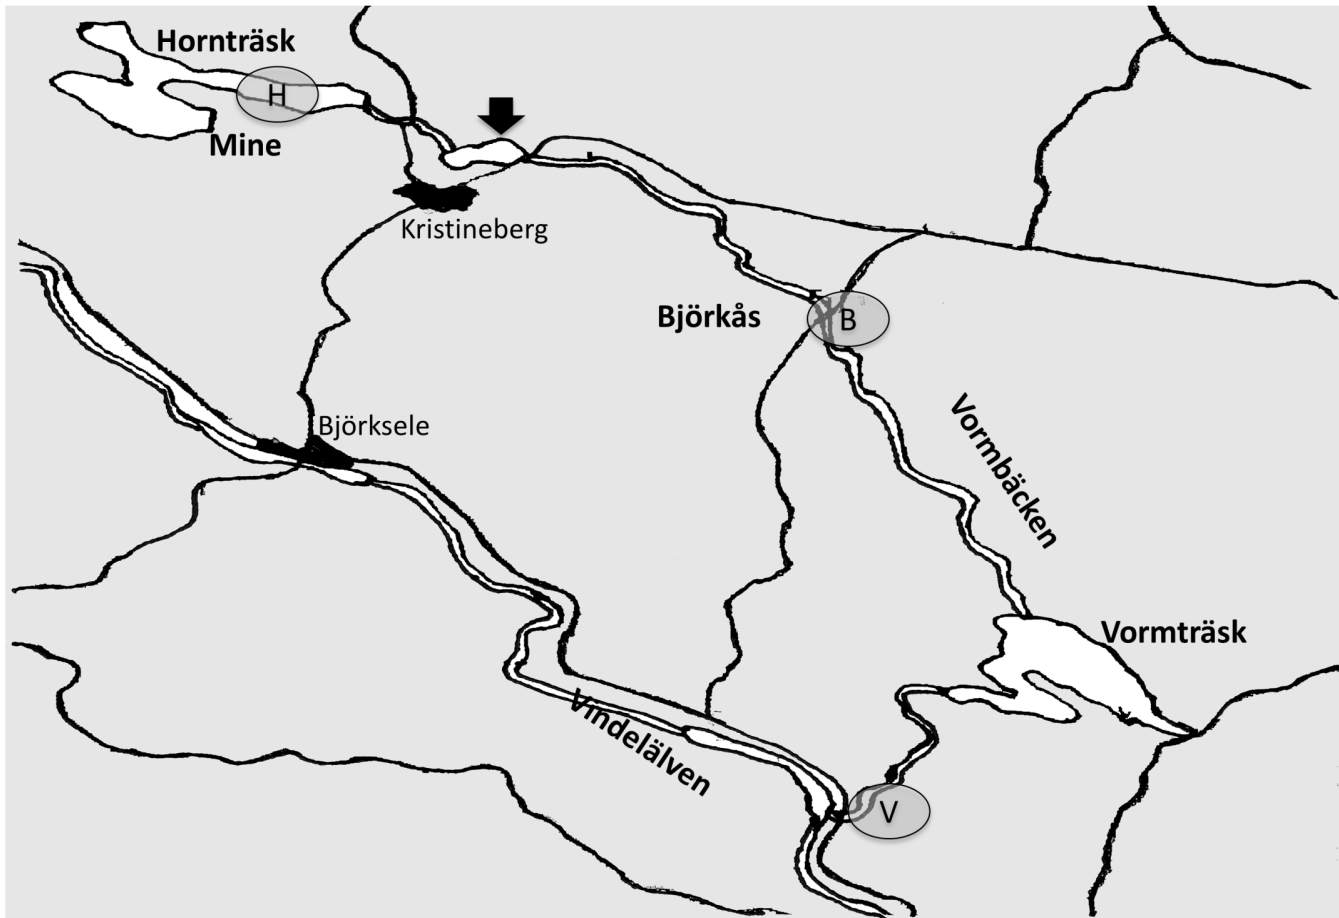 Hornträsk
H
Mine
Kristineberg
Björkås
B
Björksele
Vormbäcken
Vormträsk
Vindelälven
V